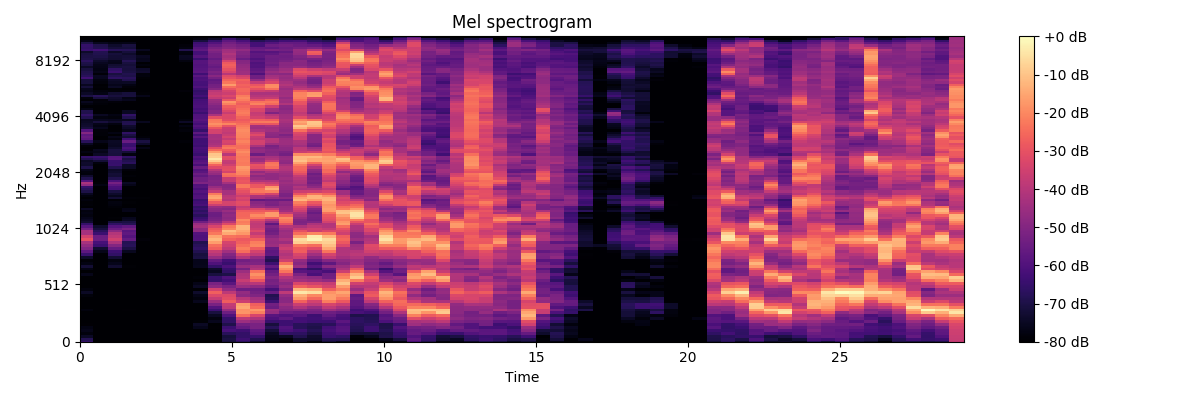 Mel spectrogram
Hz
8192
4096
2048
1024
512
0
0 5 10 15 20 25
Time
+0 dB
-10 dB
-20 dB
-30 dB
-40 dB
-50 dB
-60 dB
-70 dB
-80 dB